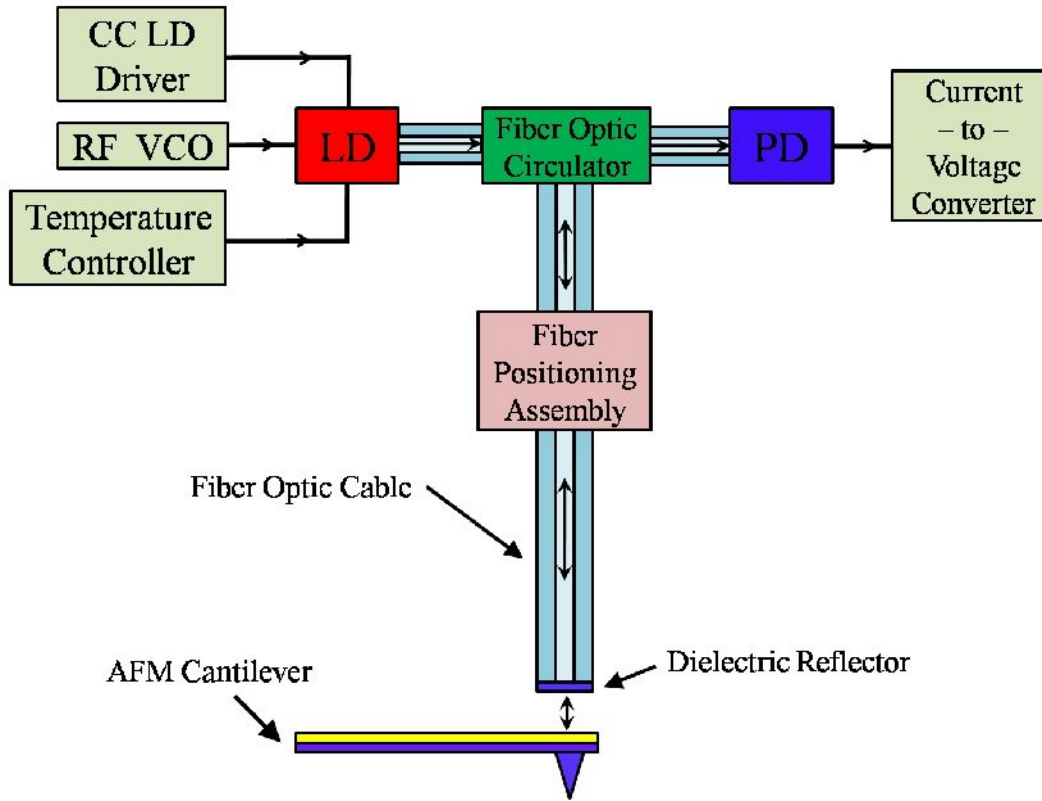 CC LD
Driver
RF VCO
Temperature
Controller
LD
Fiber Optic
Circulator
PD
Current
– to –
Voltage
Converter
Fiber
Positioning
Assembly
Fiber Optic Cable
Dielectric Reflector
AFM Cantilever